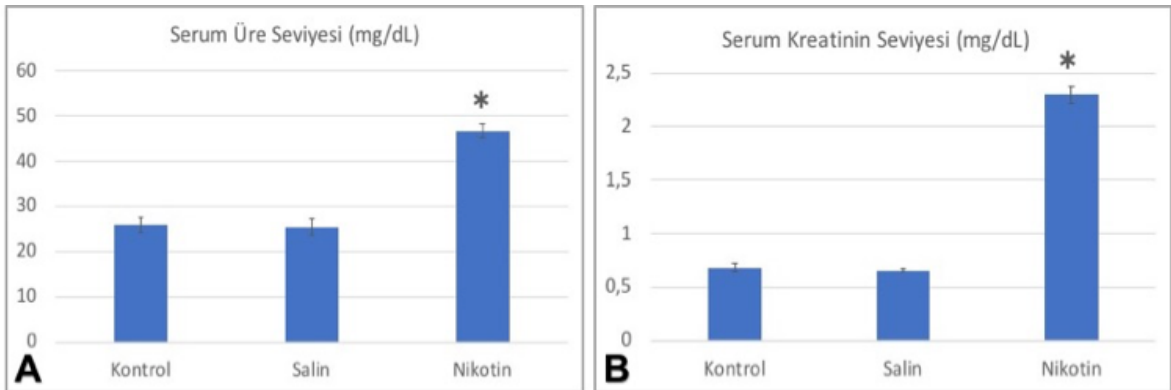 Serum Üre Seviyesi (mg/dL)
60
50
40
30
20
10
0
*
Kontrol Salin Nikotin
A
Serum Kreatinin Seviyesi (mg/dL)
2,5
2
1,5
1
0,5
0
*
Kontrol Salin Nikotin
B